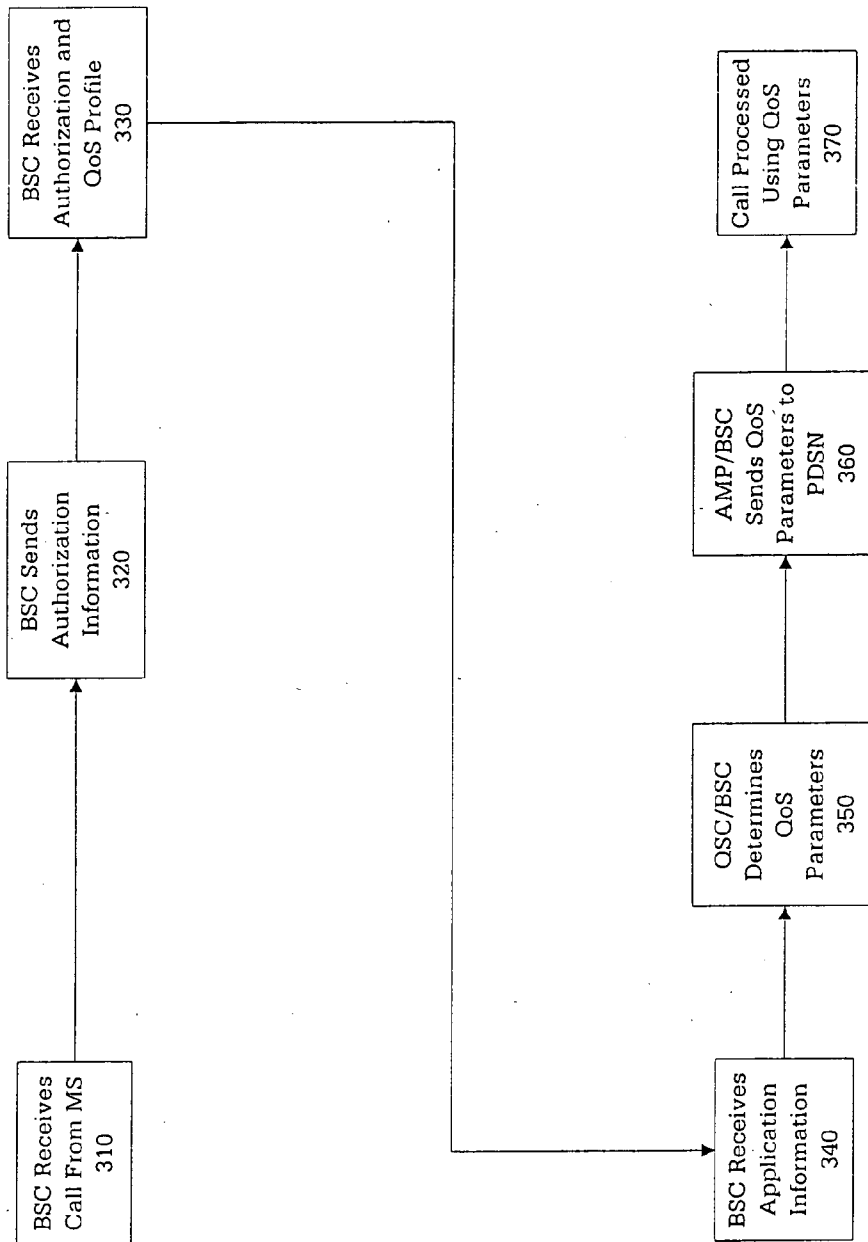 BSC Receives
Call From MS
310
BSC Sends
Authorization
Information
320
BSC Receives
Authorization and
QoS Profile
330
BSC Receives
Application
Information
340
QSC/BSC
Determines
QoS
Parameters
350
AMP/BSC
Sends QoS
Parameters to
PDSN
360
Call Processed
Using QoS
Parameters
370